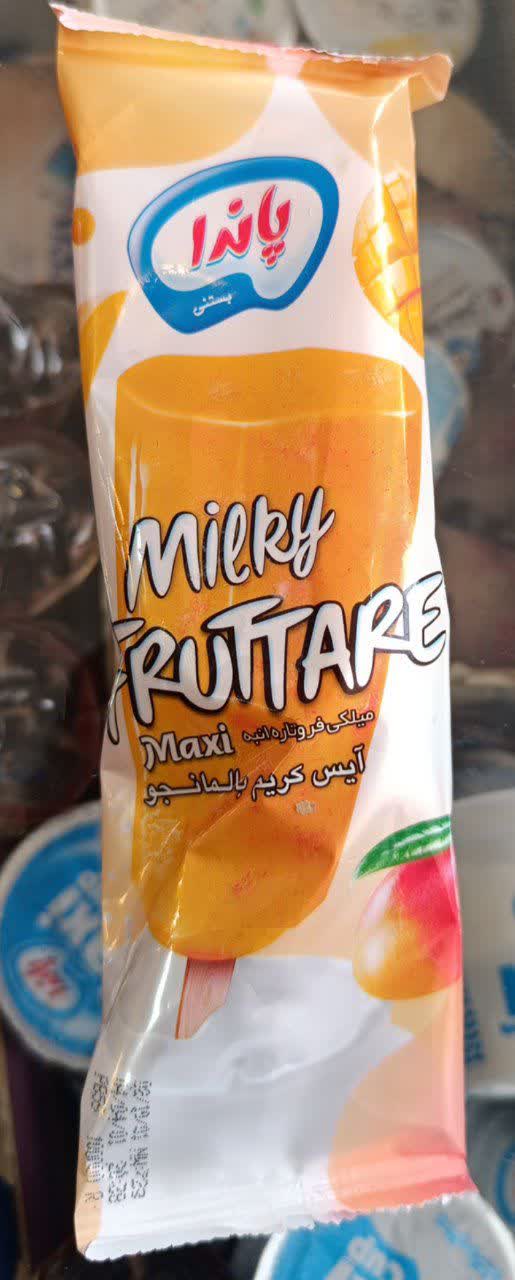 پاندا
بستنی
Milky
FRUTTARE
Maxi میلکی فروتاره انبه
آیس کریم بالمانجو